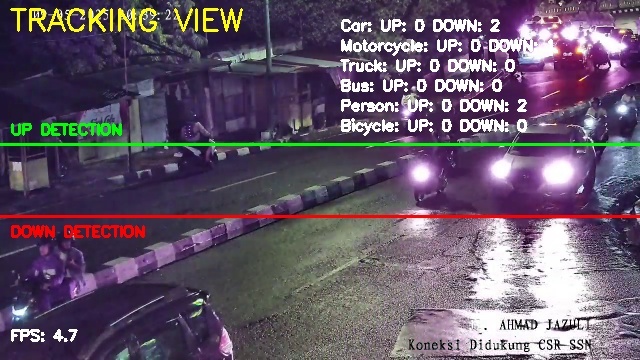 TRACKING VIEW
Car: UP: 0 DOWN: 2
Motorcycle: UP: 0 DOWN:
Truck: UP: 0 DOWN: 0
Bus: UP: 0 DOWN: 0
Person: UP: 0 DOWN: 2
Bicycle: UP: 0 DOWN: 0
UP DETECTION
DOWN DETECTION
FPS: 4.7
. AHMAD JAZULI
Koneksi Didukung CSR SSN